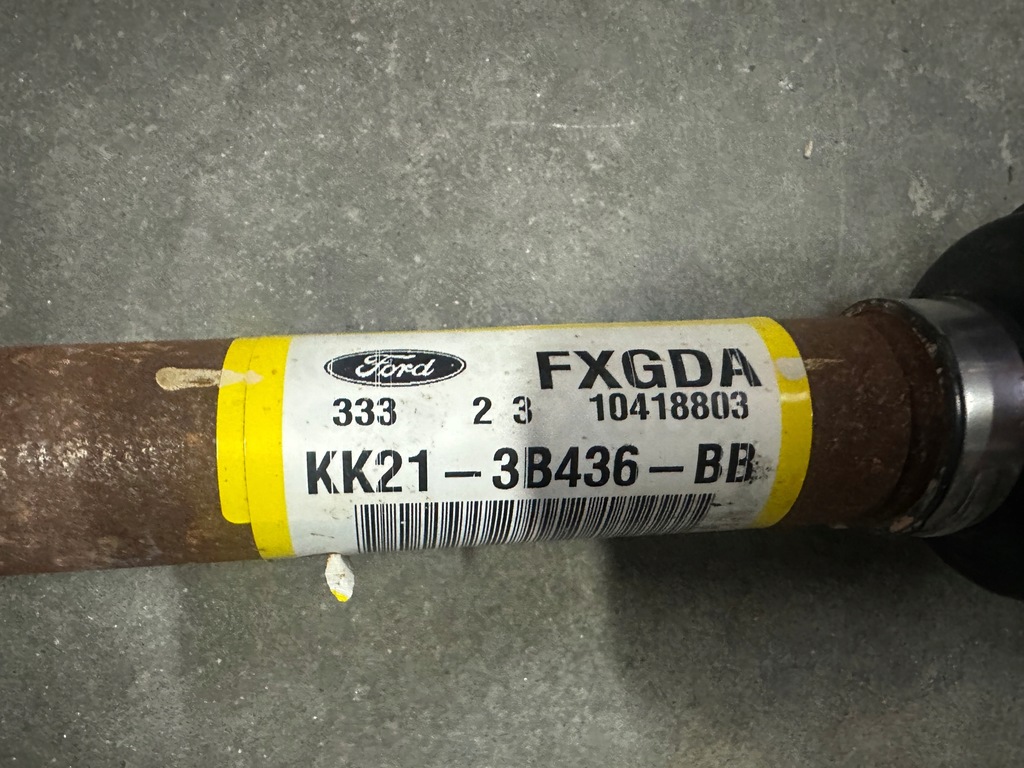 Ford FXGDA
333 2 3 10418803
KK21-3B436-BB